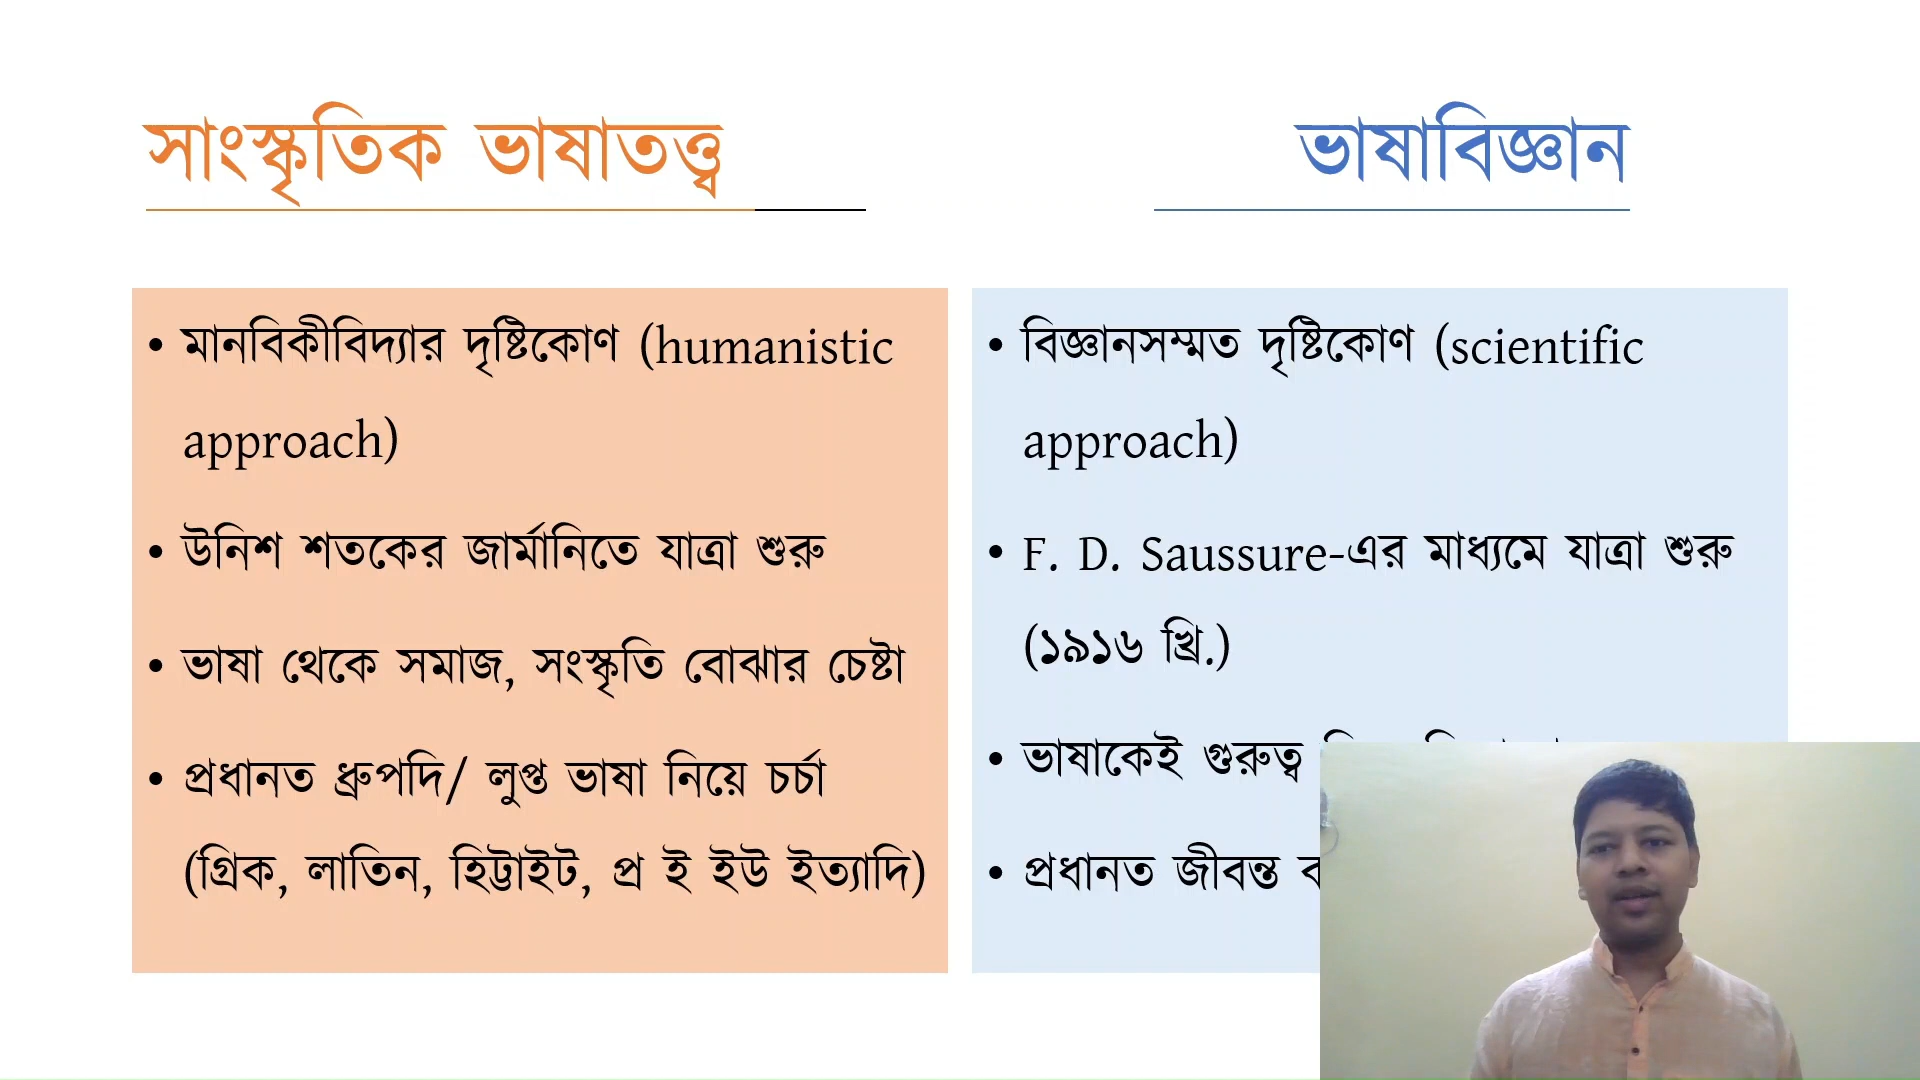 সাংস্কৃতিক ভাষাতত্ত্ব
ভাষাবিজ্ঞান
• মানবিকীবিদ্যার দৃষ্টিকোণ (humanistic
approach)
• উনিশ শতকের জার্মানিতে যাত্রা শুরু
• ভাষা থেকে সমাজ, সংস্কৃতি বোঝার চেষ্টা
• প্রধানত ধ্রুপদি/ লুপ্ত ভাষা নিয়ে চর্চা
(গ্রিক, লাতিন, হিট্টাইট, প্র ই ইউ ইত্যাদি)
• বিজ্ঞানসম্মত দৃষ্টিকোণ (scientific
approach)
• F. D. Saussure-এর মাধ্যমে যাত্রা শুরু
(১৯১৬ খ্রি.)
• ভাষাকেই গুরুত্ব
• প্রধানত জীবন্ত